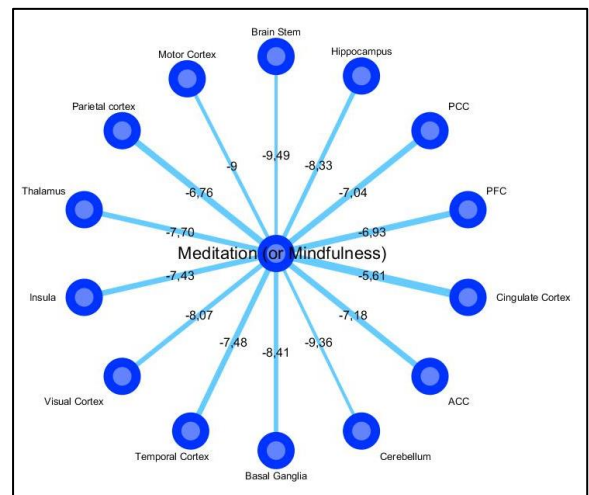 Brain Stem
Motor Cortex
Hippocampus
Parietal cortex
PCC
-9,49
-9
-8,33
-6,76
-7,04
Thalamus
PFC
-7,70
-6,93
Meditation (or Mindfulness)
-7,43
-5,61
Insula
Cingulate Cortex
-8,07
-7,18
-7,48
-9,36
-8,41
Visual Cortex
ACC
Temporal Cortex
Cerebellum
Basal Ganglia